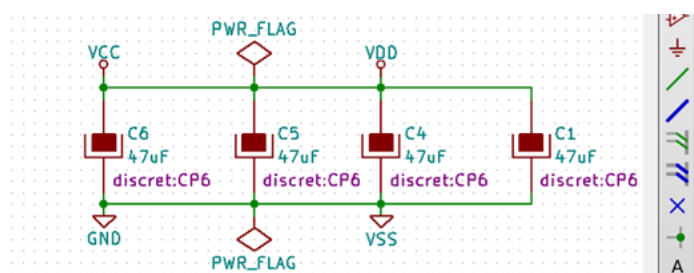 PWR_FLAG
VCC
VDD
C6
47uF
discret:CP6
C5
47uF
discret:CP6
C4
47uF
discret:CP6
C1
47uF
discret:CP6
GND
VSS
PWR_FLAG
A